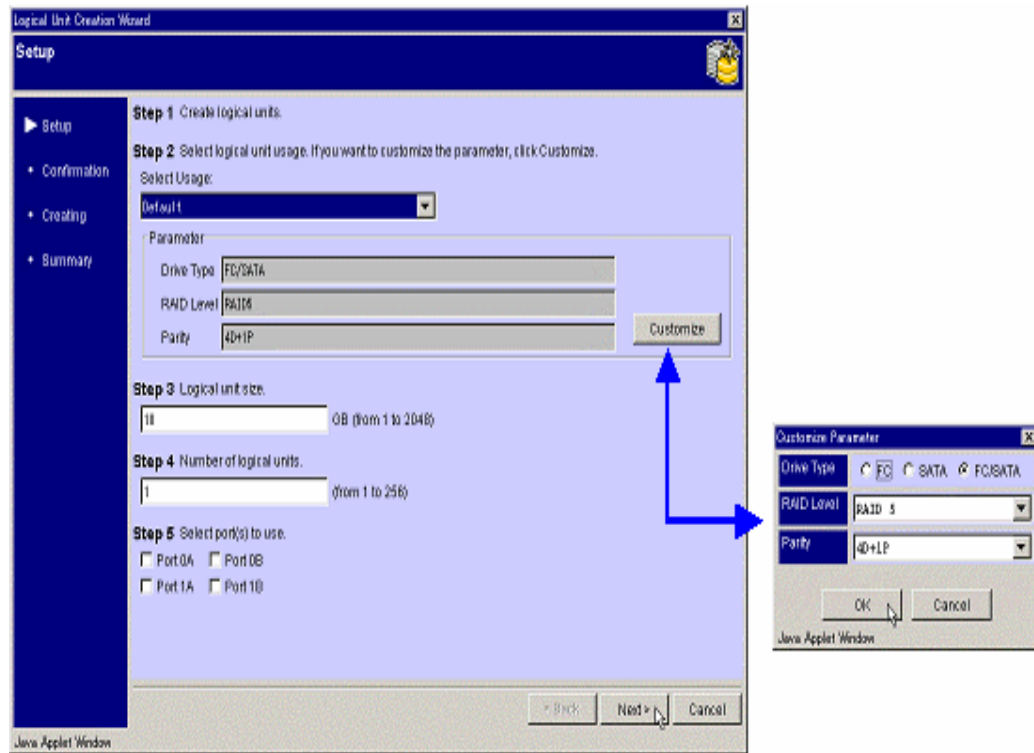 Logical Unit Creation Wizard
Setup
Setup
Confirmation
Creating
Summary
Step 1 Create logical units.
Step 2 Select logical unit usage. If you want to customize the parameter, click Customize.
Select Usage:
Default
Parameter
Drive Type FC/SATA
RAID Level RAID5
Parity 4D+1P
Customize
Step 3 Logical unit size.
10 GB (from 1 to 2048)
Step 4 Number of logical units.
1 (from 1 to 256)
Step 5 Select port(s) to use.
Port 0A Port 0B
Port 1A Port 1B
< Back Next > Cancel
Java Applet Window
Customize Parameter
Drive Type FC SATA FC/SATA
RAID Level RAID 5
Parity 4D+1P
OK Cancel
Java Applet Window